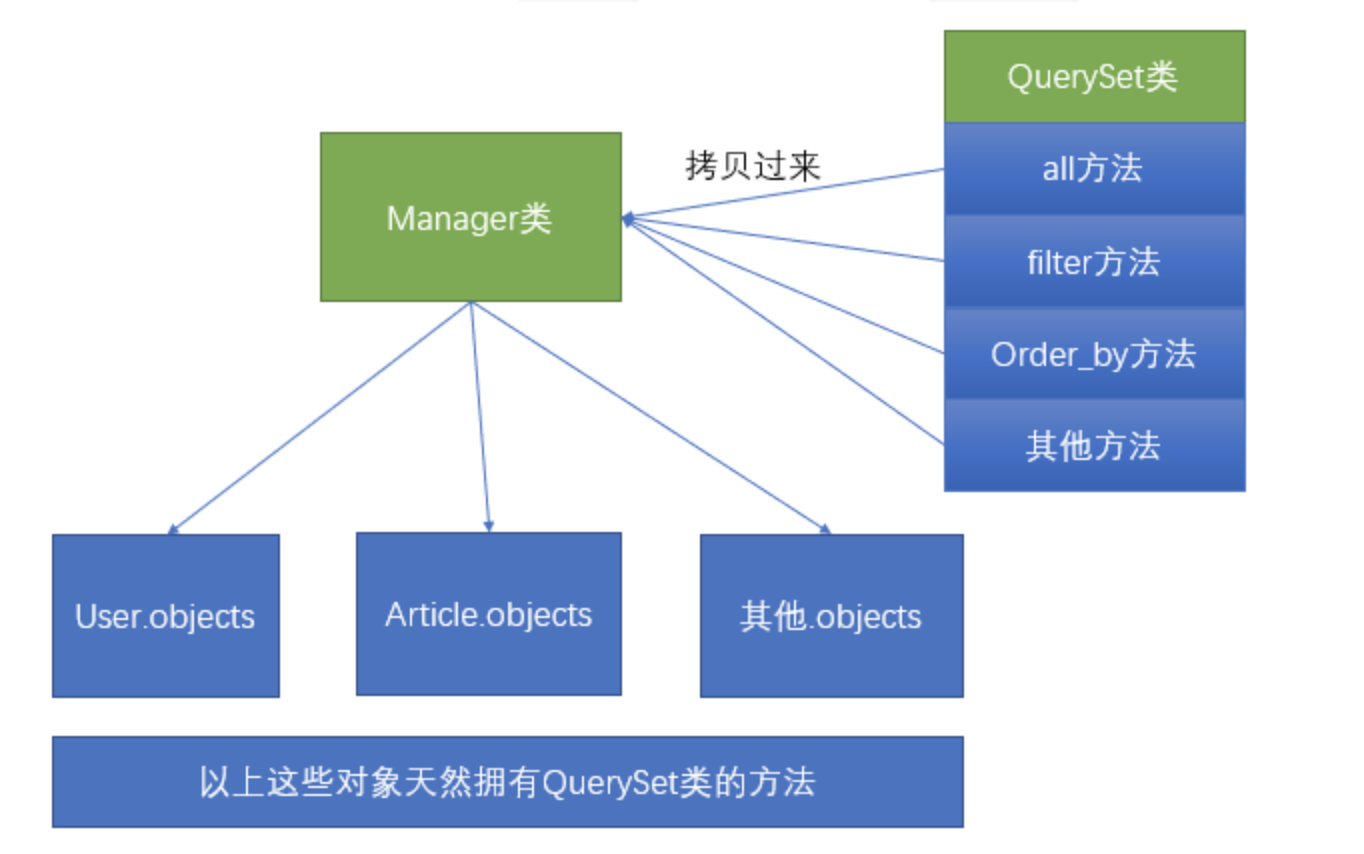 QuerySet类
all方法
filter方法
Order_by方法
其他方法
拷贝过来
Manager类
User.objects
Article.objects
其他.objects
以上这些对象天然拥有QuerySet类的方法